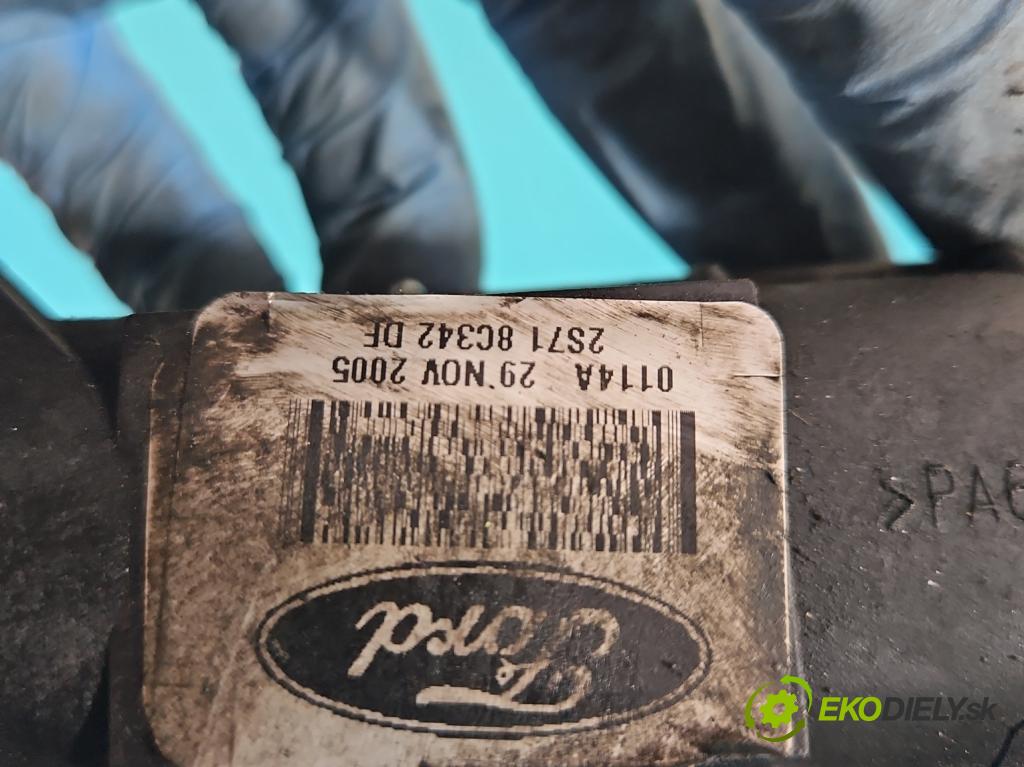 Ford
0114A 29 NOV 2005
2S71 8C342 DF
>PA6
EKODIELY.sk